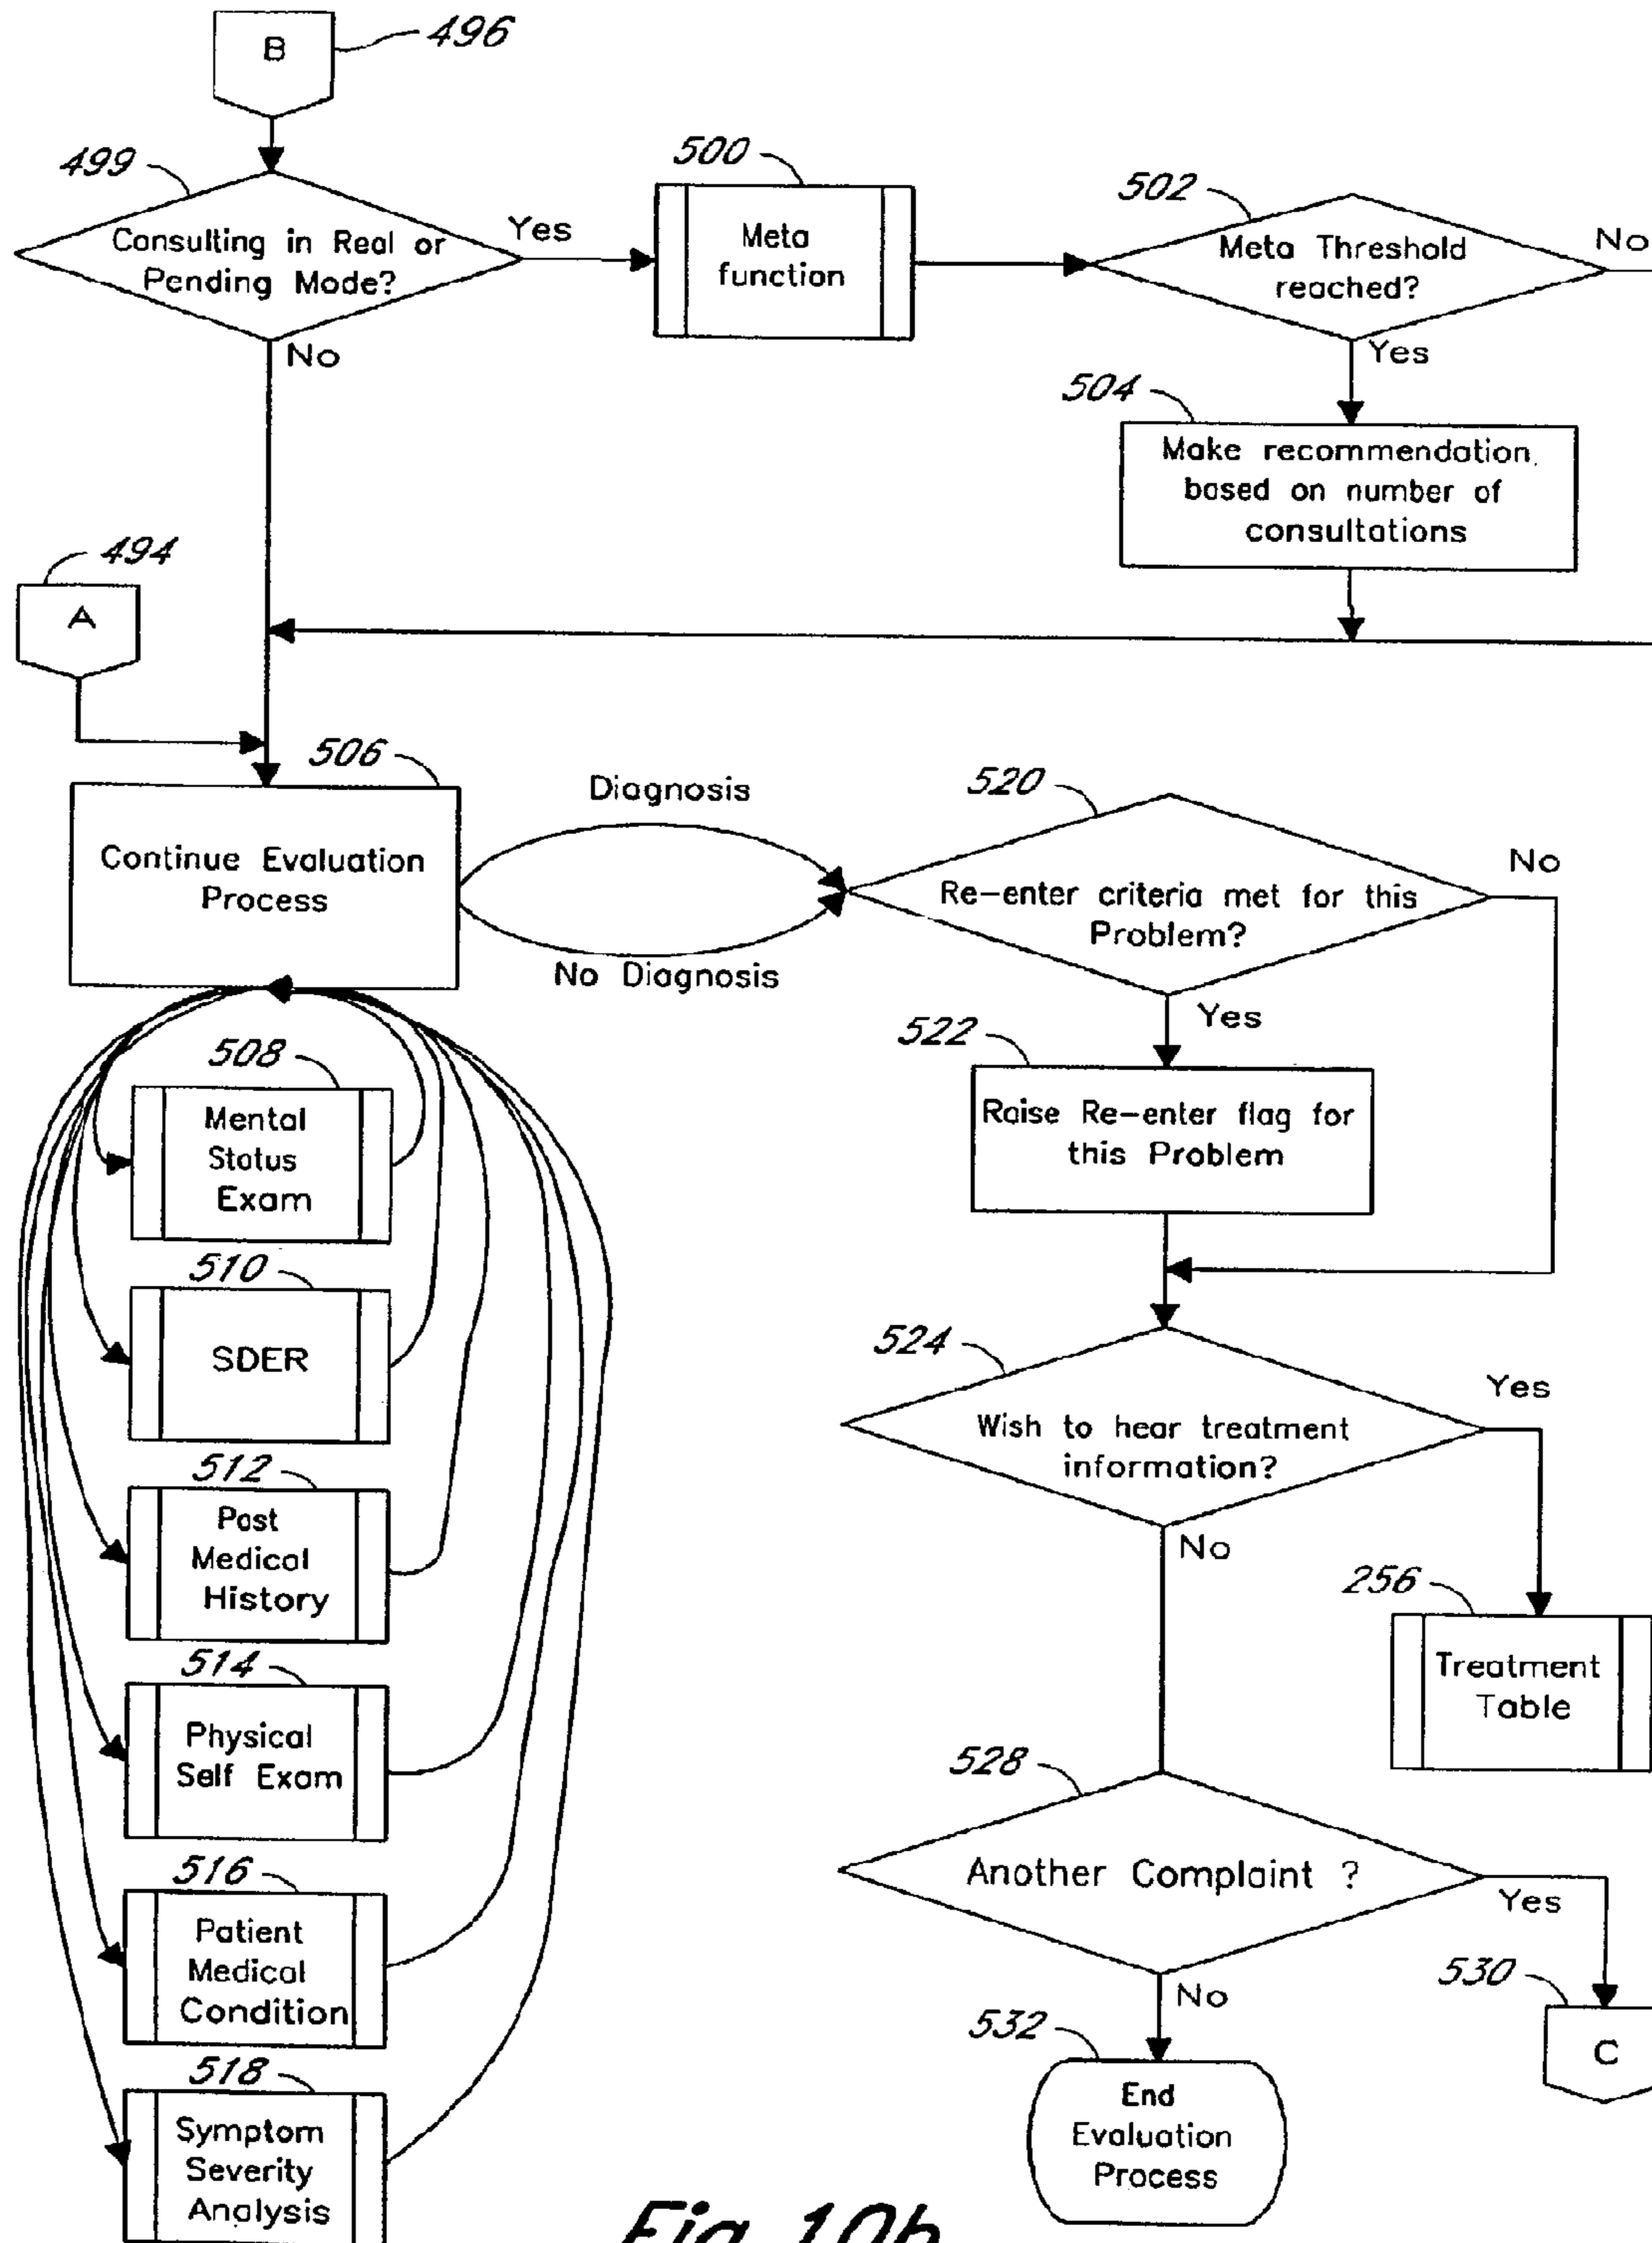 B
496
499
Consulting in Real or
Pending Mode?
Yes
No
500
Meta
function
502
Meta Threshold
reached?
No
Yes
504
Make recommendation
based on number of
consultations
494
A
506
Continue Evaluation
Process
Diagnosis
No Diagnosis
520
Re-enter criteria met for this
Problem?
No
Yes
522
Raise Re-enter flag for
this Problem
508
Mental
Status
Exam
510
SDER
512
Past
Medical
History
514
Physical
Self Exam
516
Patient
Medical
Condition
518
Symptom
Severity
Analysis
524
Wish to hear treatment
information?
Yes
No
256
Treatment
Table
528
Another Complaint ?
Yes
No
530
C
532
End
Evaluation
Process
Fig. 10b